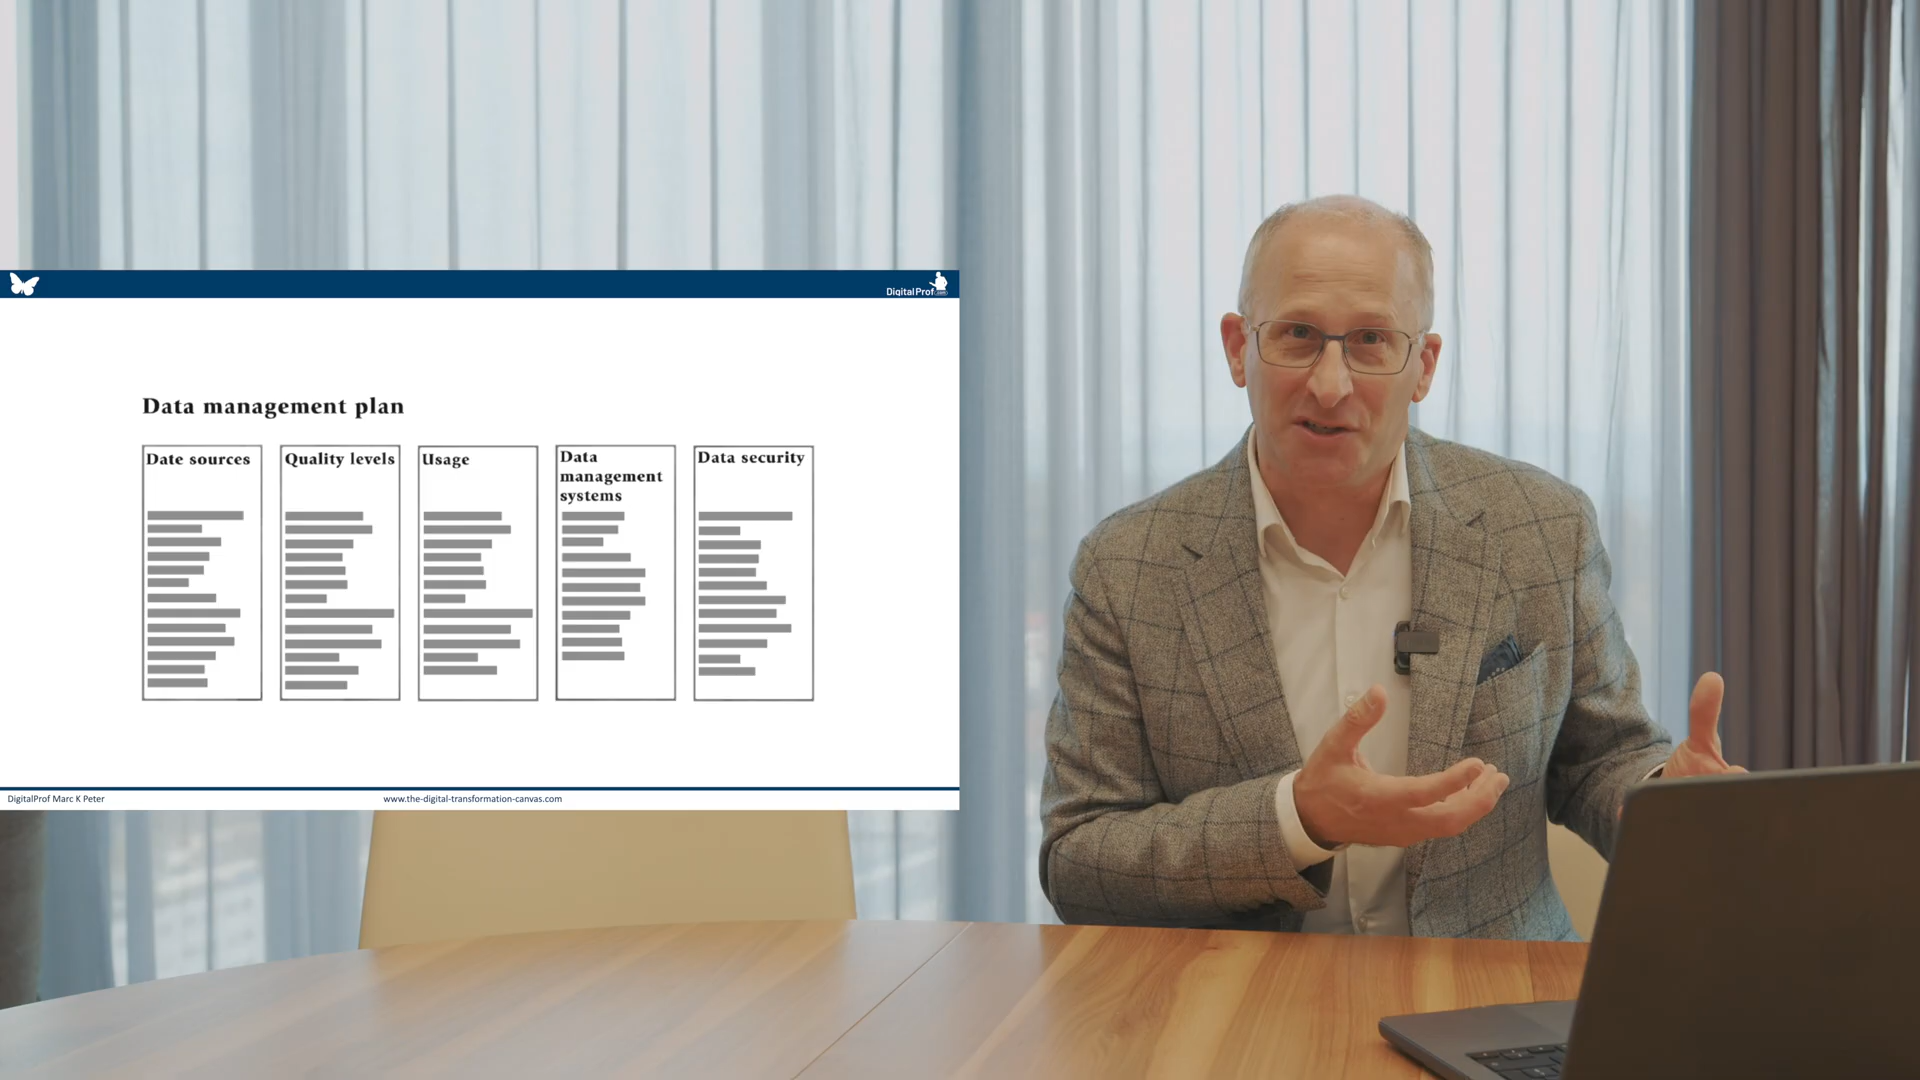 DigitalProf
Data management plan
Date sources
Quality levels
Usage
Data
management
systems
Data security
DigitalProf Marc K Peter
www.the-digital-transformation-canvas.com